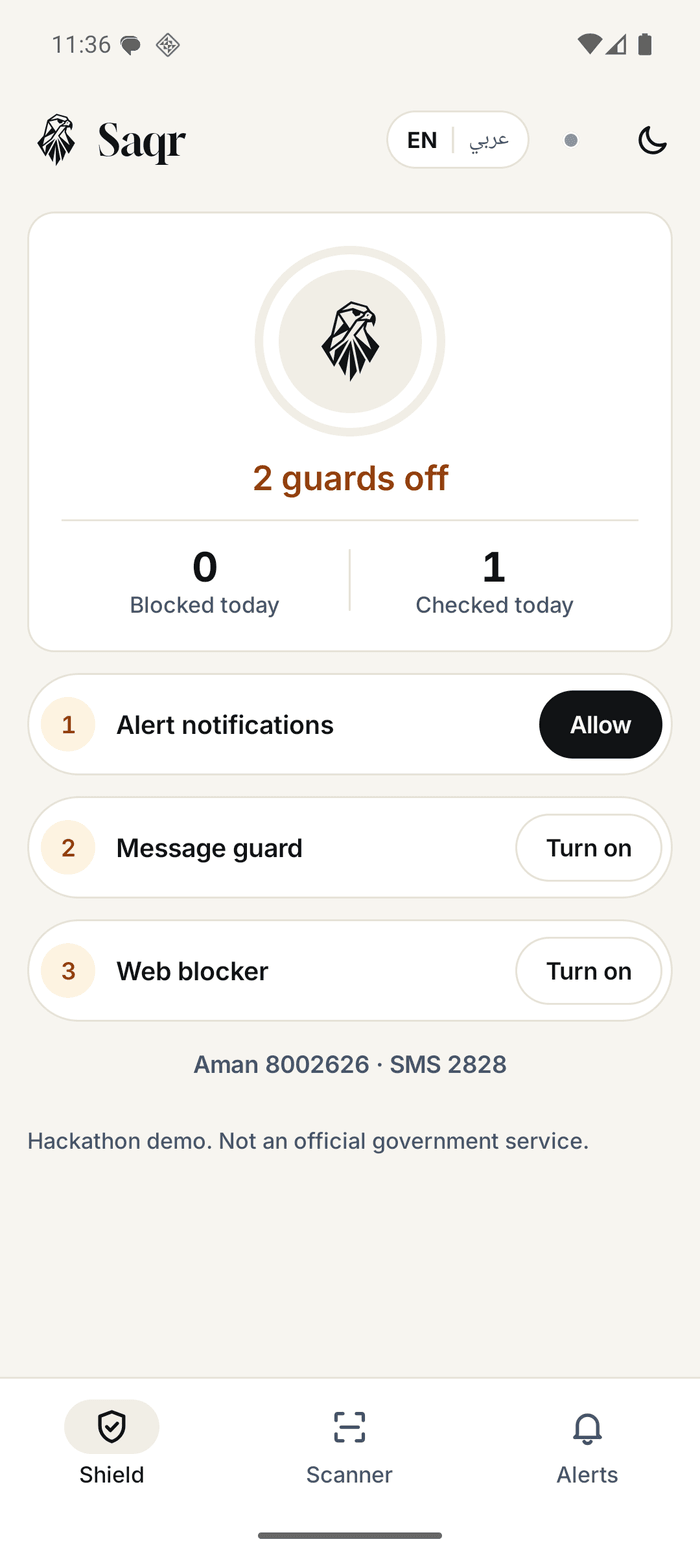 11:36
Saqr
EN عربي
2 guards off
0 1
Blocked today Checked today
1 Alert notifications Allow
2 Message guard Turn on
3 Web blocker Turn on
Aman 8002626 · SMS 2828
Hackathon demo. Not an official government service.
Shield Scanner Alerts